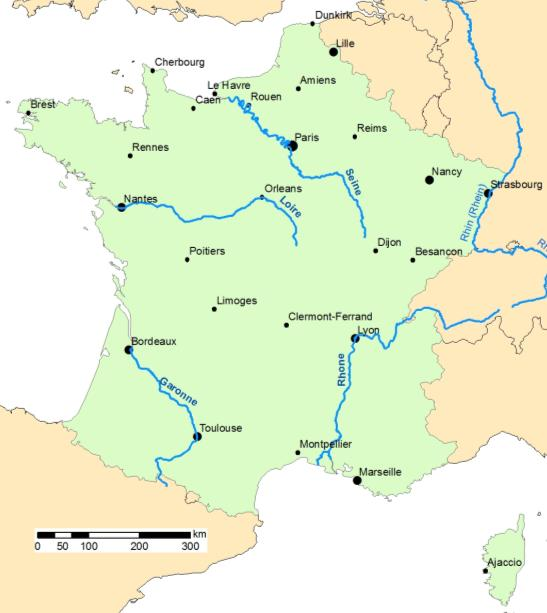 Dunkirk
Lille
Cherbourg
Le Havre
Amiens
Rouen
Caen
Brest
Paris
Reims
Rennes
Nancy
Strasbourg
Seine
Nantes
Orleans
Loire
Rhin (Rhein)
Dijon
Besancon
Rh
Poitiers
Limoges
Clermont-Ferrand
Lyon
Bordeaux
Rhone
Garonne
Toulouse
Montpellier
Marseille
km
0 50 100 200 300
Ajaccio